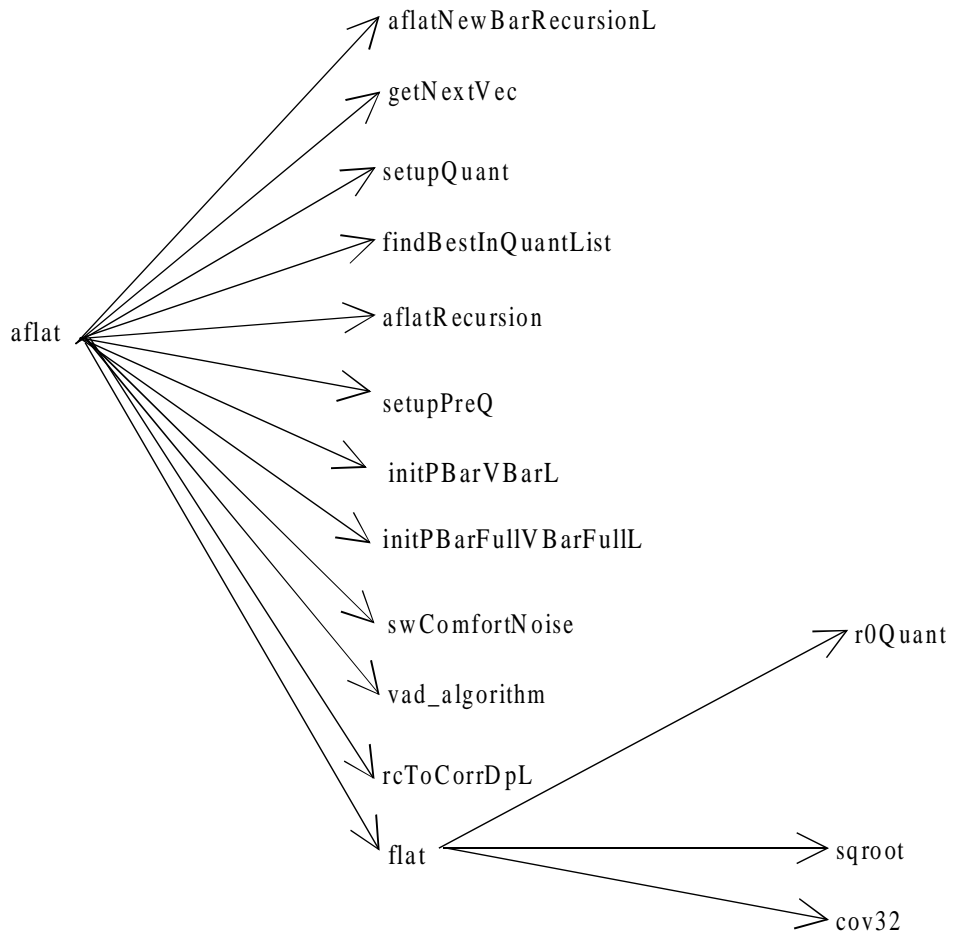 aflatNewBarRecursionL
getNextVec
setupQuant
findBestInQuantList
aflatRecursion
aflat
setupPreQ
initPBarVBarL
initPBarFullVBarFullL
swComfortNoise
r0Quant
vad_algorithm
rcToCorrDpL
flat
sqroot
cov32